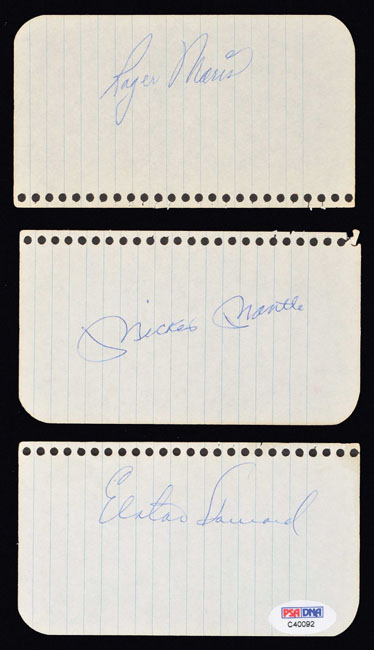 Roger Maris
Mickey Mantle
Elston Howard
PSA DNA
C40092